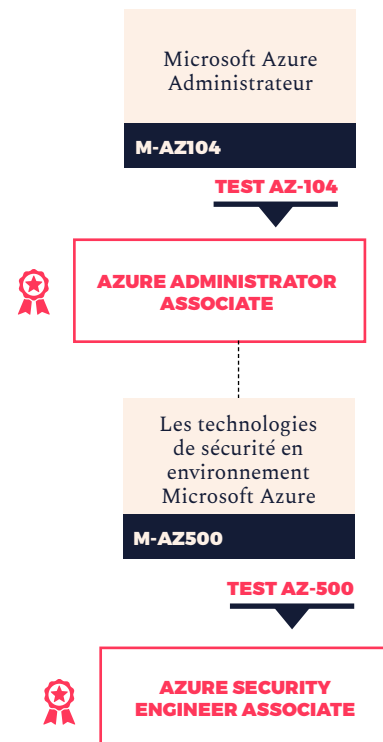 Microsoft Azure
Administrateur
M-AZ104
TEST AZ-104
AZURE ADMINISTRATOR
ASSOCIATE
Les technologies
de sécurité en
environnement
Microsoft Azure
M-AZ500
TEST AZ-500
AZURE SECURITY
ENGINEER ASSOCIATE